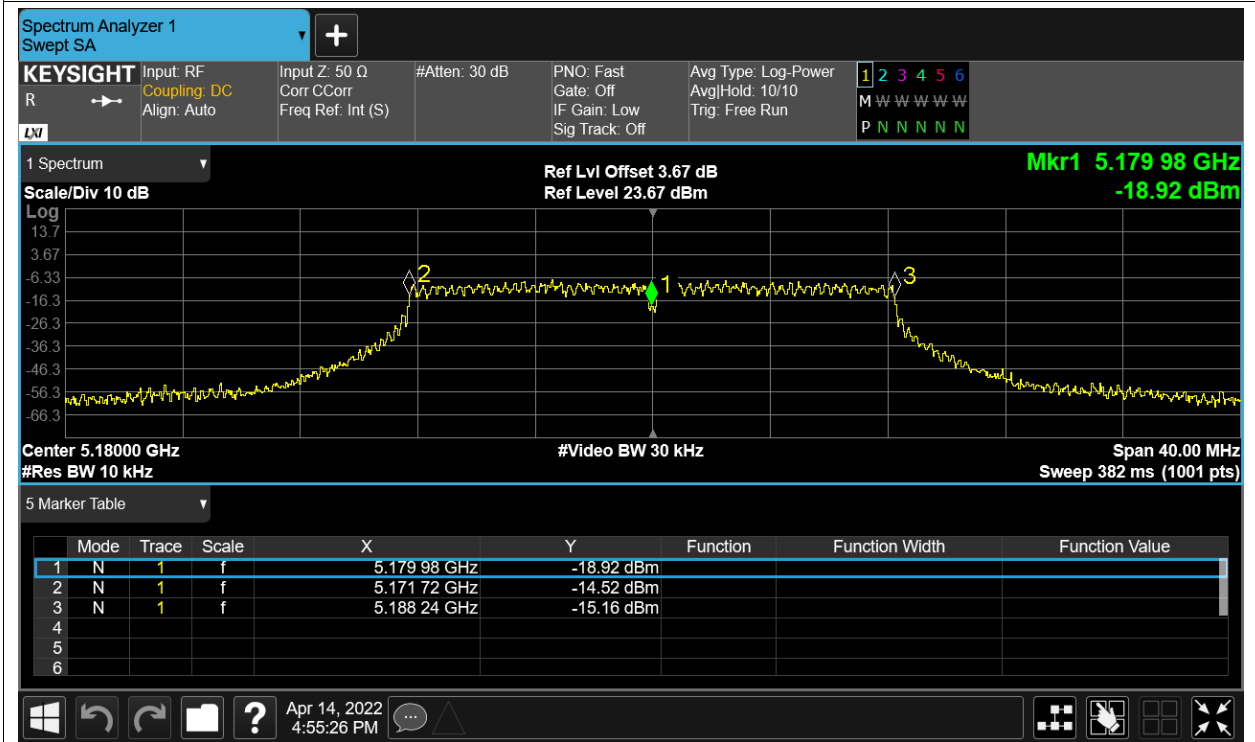 Spectrum Analyzer 1
Swept SA
+
KEYSIGHT
R
LXI
Input: RF
Coupling: DC
Align: Auto
Input Z: 50 Ω
Corr CCorr
Freq Ref: Int (S)
#Atten: 30 dB
PNO: Fast
Gate: Off
IF Gain: Low
Sig Track: Off
Avg Type: Log-Power
Avg|Hold: 10/10
Trig: Free Run
1 2 3 4 5 6
M W W W W W
P N N N N N
1 Spectrum
Scale/Div 10 dB
Ref Lvl Offset 3.67 dB
Ref Level 23.67 dBm
Mkr1 5.179 98 GHz
-18.92 dBm
Log
13.7
3.67
-6.33
-16.3
-26.3
-36.3
-46.3
-56.3
-66.3
2
1
3
Center 5.18000 GHz
#Video BW 30 kHz
Span 40.00 MHz
#Res BW 10 kHz
Sweep 382 ms (1001 pts)
5 Marker Table
Mode Trace Scale X Y Function Function Width Function Value
1 N 1 f 5.179 98 GHz -18.92 dBm
2 N 1 f 5.171 72 GHz -14.52 dBm
3 N 1 f 5.188 24 GHz -15.16 dBm
4
5
6
?
Apr 14, 2022
4:55:26 PM